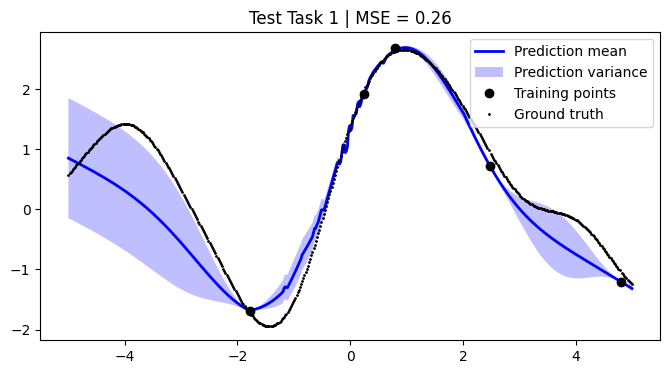 Test Task 1 | MSE = 0.26
Prediction mean
Prediction variance
Training points
Ground truth
2
1
0
−1
−2
−4
−2
0
2
4